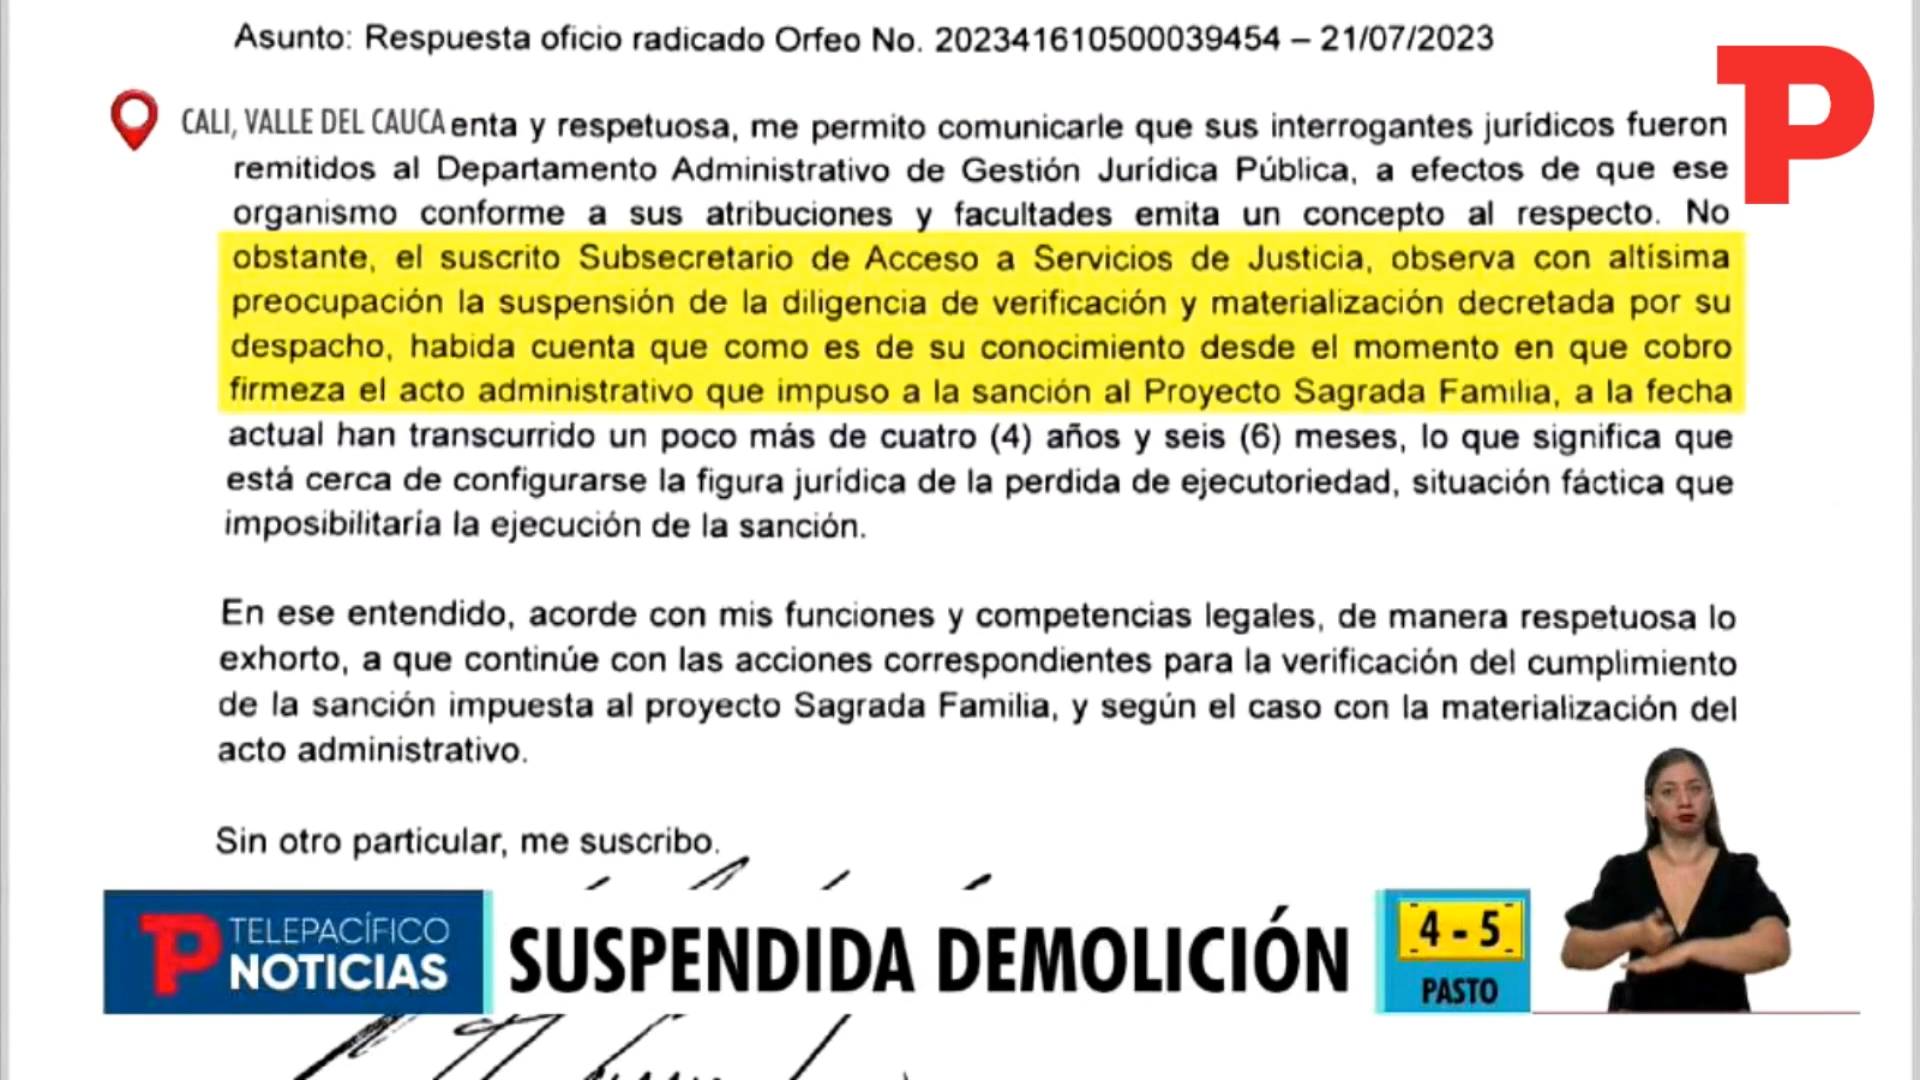 Asunto: Respuesta oficio radicado Orfeo No. 202341610500039454 – 21/07/2023
CALI, VALLE DEL CAUCA
enta y respetuosa, me permito comunicarle que sus interrogantes jurídicos fueron
remitidos al Departamento Administrativo de Gestión Jurídica Pública, a efectos de que ese
organismo conforme a sus atribuciones y facultades emita un concepto al respecto. No
obstante, el suscrito Subsecretario de Acceso a Servicios de Justicia, observa con altísima
preocupación la suspensión de la diligencia de verificación y materialización decretada por su
despacho, habida cuenta que como es de su conocimiento desde el momento en que cobro
firmeza el acto administrativo que impuso a la sanción al Proyecto Sagrada Familia, a la fecha
actual han transcurrido un poco más de cuatro (4) años y seis (6) meses, lo que significa que
está cerca de configurarse la figura jurídica de la perdida de ejecutoriedad, situación fáctica que
imposibilitaría la ejecución de la sanción.
En ese entendido, acorde con mis funciones y competencias legales, de manera respetuosa lo
exhorto, a que continúe con las acciones correspondientes para la verificación del cumplimiento
de la sanción impuesta al proyecto Sagrada Familia, y según el caso con la materialización del
acto administrativo.
Sin otro particular, me suscribo.
TELEPACÍFICO
NOTICIAS
SUSPENDIDA DEMOLICIÓN
4 - 5
PASTO